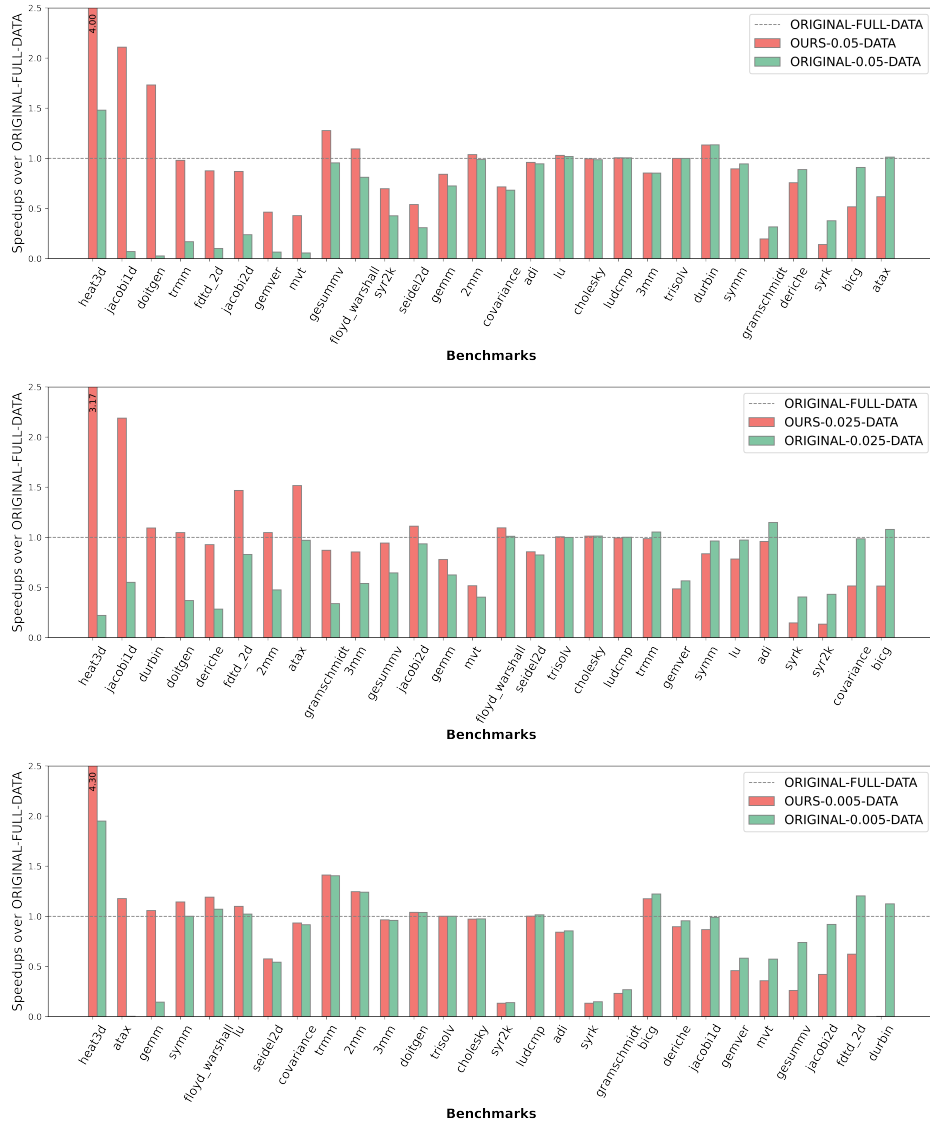 Speedups over ORIGINAL-FULL-DATA
2.5
2.0
1.5
1.0
0.5
0.0
4.00
ORIGINAL-FULL-DATA
OURS-0.05-DATA
ORIGINAL-0.05-DATA
heat3d
jacobi1d
doitgen
trmm
fdtd_2d
jacobi2d
gemver
mvt
gesummv
floyd_warshall
syr2k
seidel2d
gemm
2mm
covariance
adi
lu
cholesky
ludcmp
3mm
trisolv
durbin
symm
gramschmidt
deriche
syrk
bicg
atax
Benchmarks
Speedups over ORIGINAL-FULL-DATA
2.5
2.0
1.5
1.0
0.5
0.0
3.17
ORIGINAL-FULL-DATA
OURS-0.025-DATA
ORIGINAL-0.025-DATA
heat3d
jacobi1d
durbin
doitgen
deriche
fdtd_2d
2mm
atax
gramschmidt
3mm
gesummv
jacobi2d
gemm
mvt
floyd_warshall
seidel2d
trisolv
cholesky
ludcmp
trmm
gemver
symm
lu
adi
syrk
syr2k
covariance
bicg
Benchmarks
Speedups over ORIGINAL-FULL-DATA
2.5
2.0
1.5
1.0
0.5
0.0
4.30
ORIGINAL-FULL-DATA
OURS-0.005-DATA
ORIGINAL-0.005-DATA
heat3d
atax
gemm
symm
floyd_warshall
lu
seidel2d
covariance
trmm
2mm
3mm
doitgen
trisolv
cholesky
syr2k
ludcmp
adi
syrk
gramschmidt
bicg
deriche
jacobi1d
gemver
mvt
gesummv
jacobi2d
fdtd_2d
durbin
Benchmarks